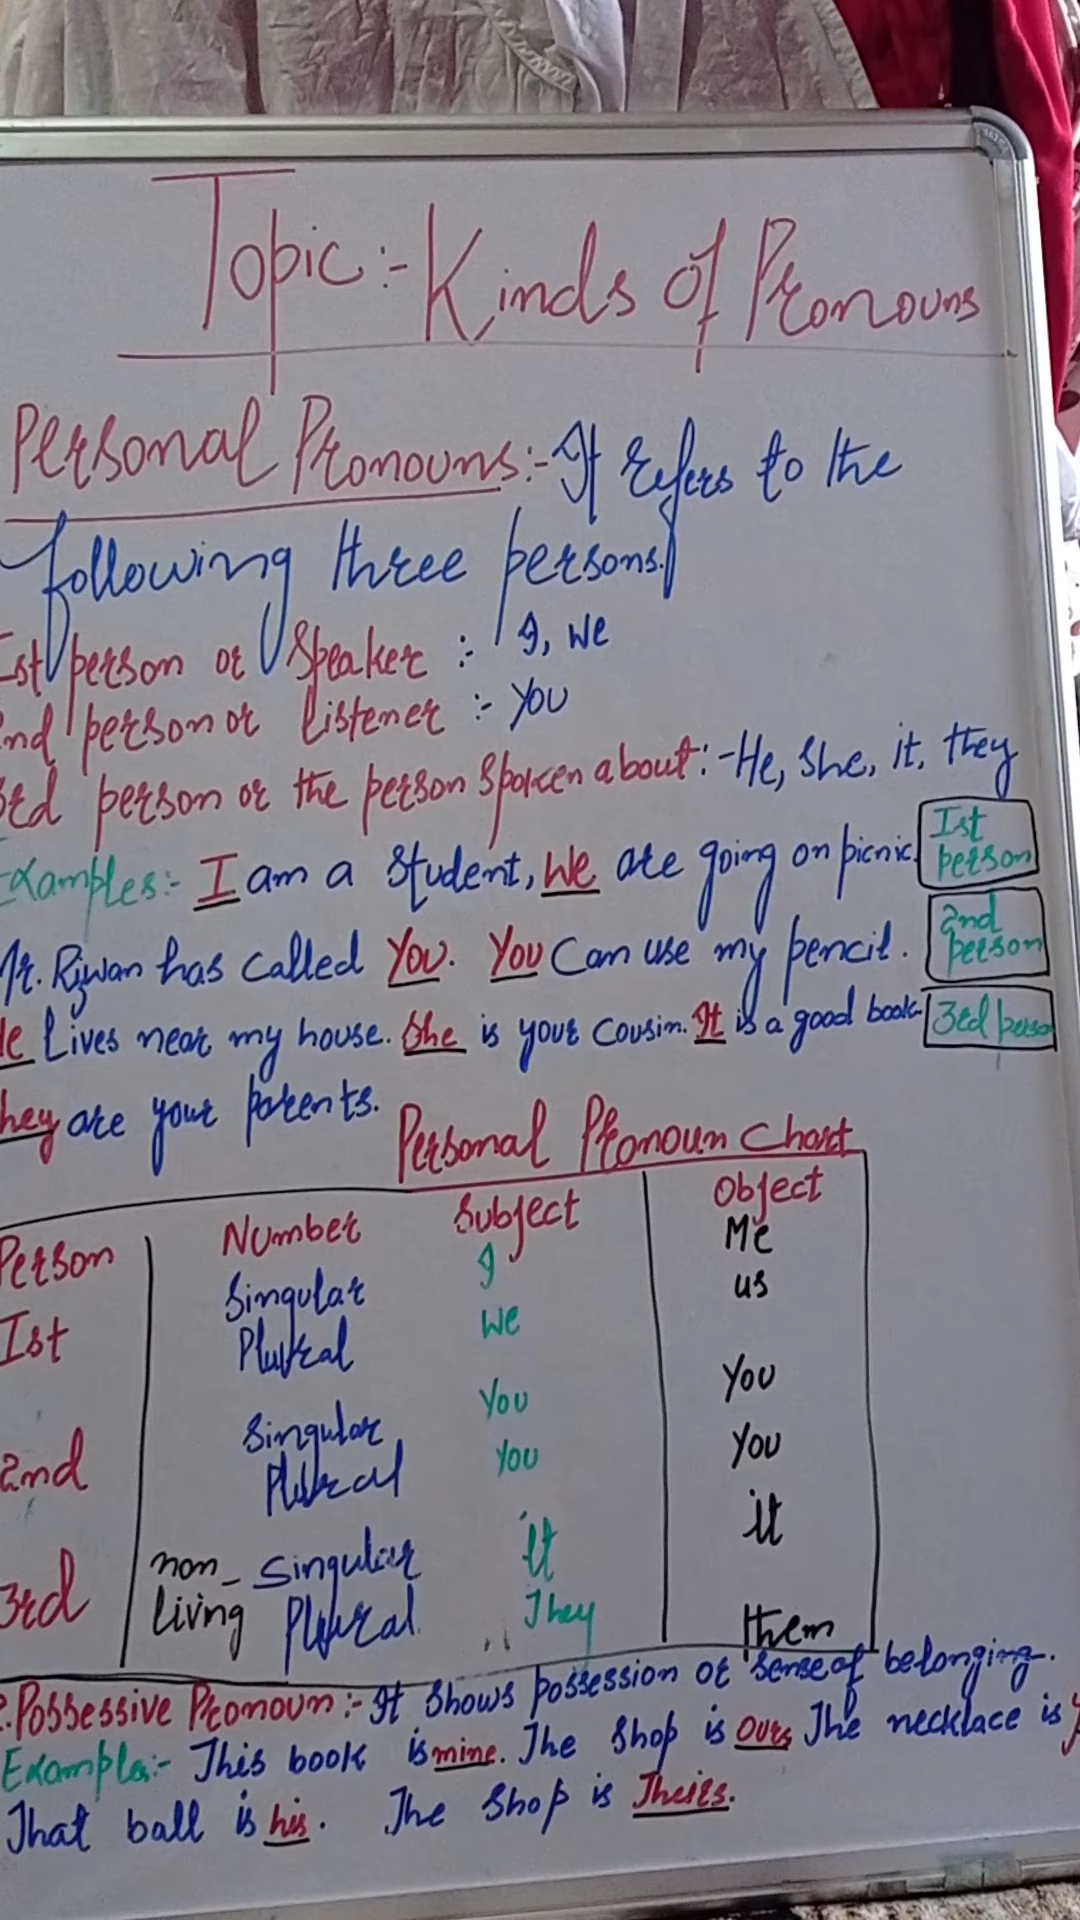 Topic:- Kinds of Pronouns
Personal Pronouns:- It refers to the
following three persons.
Ist person or Speaker :- I, we
2nd person or listener :- You
3rd person or the person spoken about:- He, she, it, they
Examples:- I am a student, We are going on picnic. Ist person
Mr. Rizwan has called You. You Can use my pencil. 2nd person
He lives near my house. She is your cousin. It is a good book. 3rd person
They are your parents.
Personal Pronoun Chart
Person Number Subject Object
Singular I Me
Ist Plural we us
Singular You You
2nd Plural You You
3rd non-living Singular it it
Plural They them
2. Possessive Pronoun:- It shows possession or sense of belonging.
Example:- This book is mine. The shop is ours. The necklace is
That ball is his. The shop is Theirs.